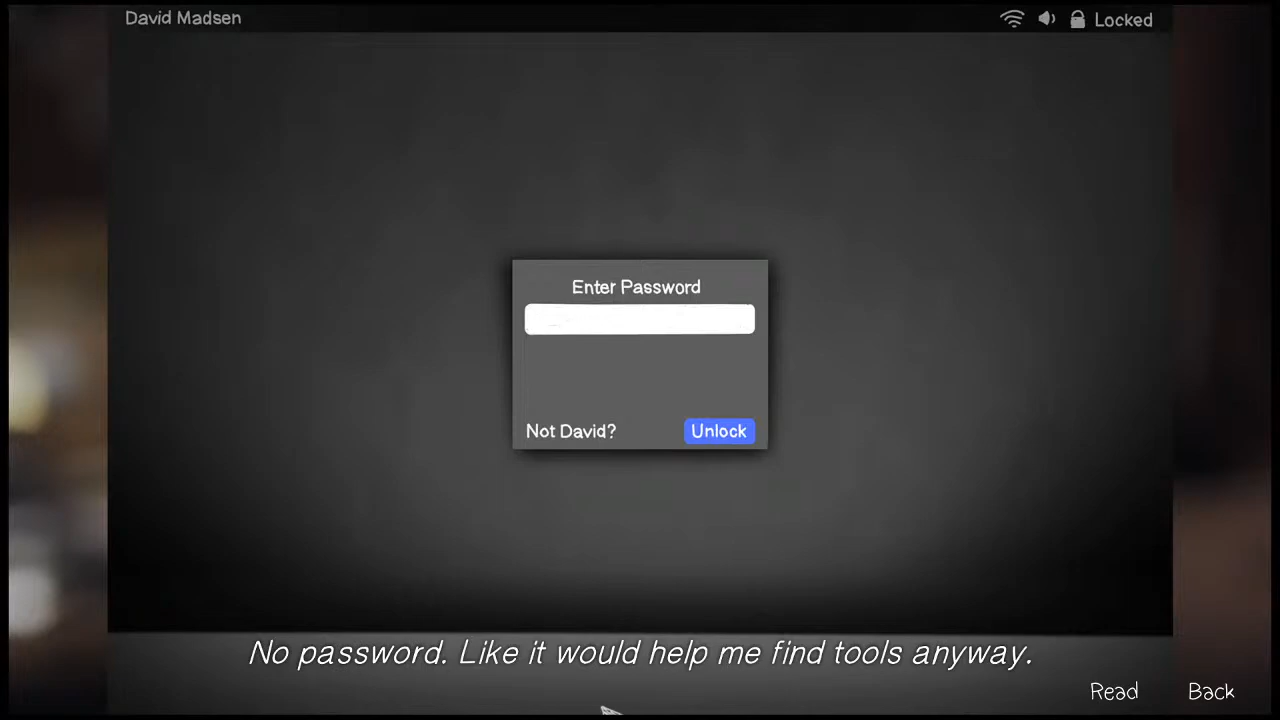 David Madsen
Locked
Enter Password
Not David?
Unlock
No password. Like it would help me find tools anyway.
Read
Back